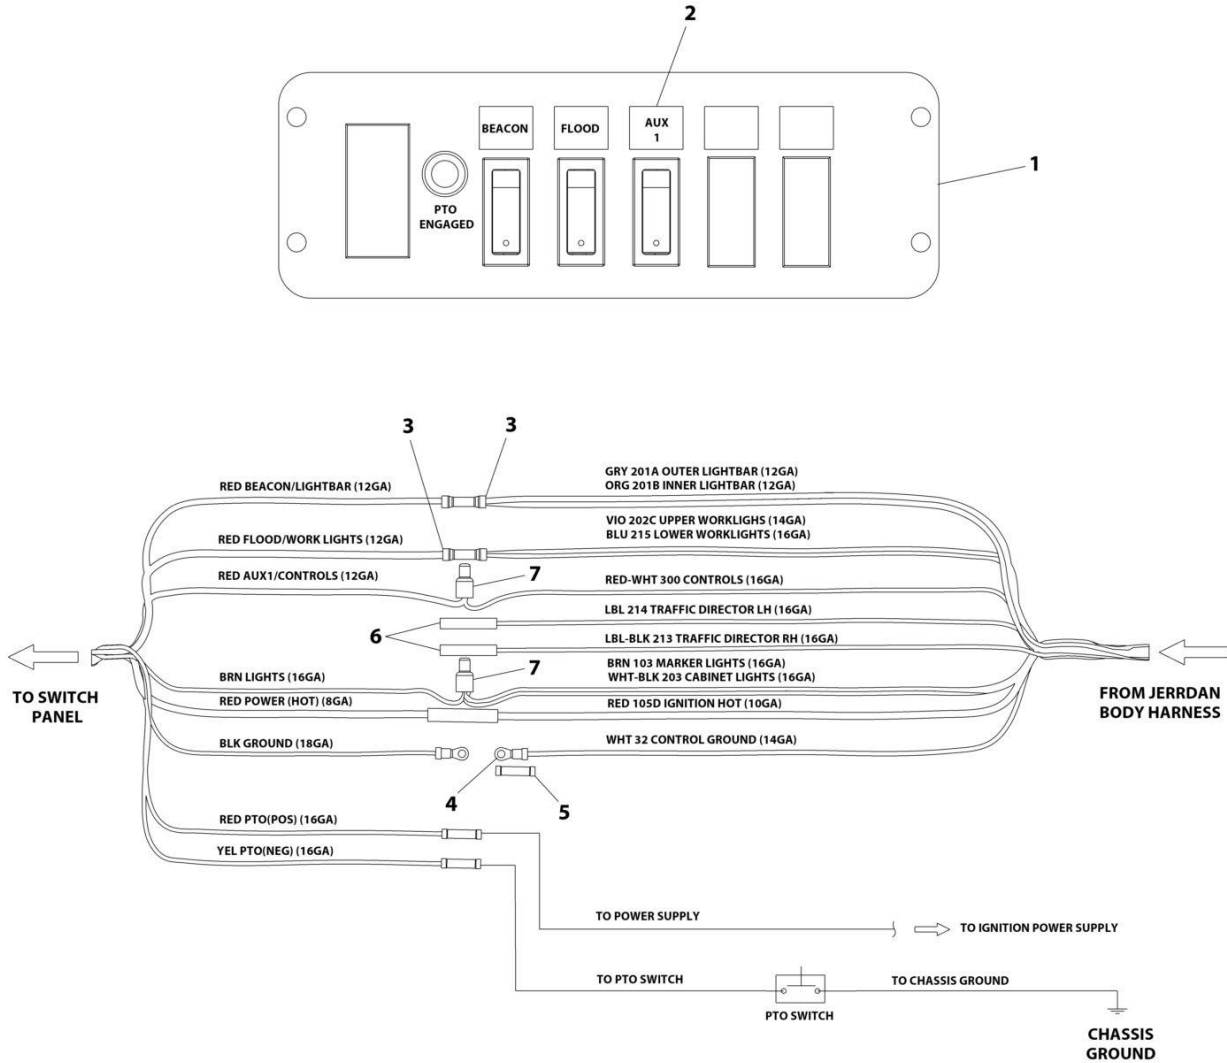 2
BEACON
FLOOD
AUX
1
1
PTO
ENGAGED
3
3
RED BEACON/LIGHTBAR (12GA)
GRY 201A OUTER LIGHTBAR (12GA)
ORG 201B INNER LIGHTBAR (12GA)
3
RED FLOOD/WORK LIGHTS (12GA)
VIO 202C UPPER WORKLIGHS (14GA)
BLU 215 LOWER WORKLIGHTS (16GA)
RED AUX1/CONTROLS (12GA)
7
RED-WHT 300 CONTROLS (16GA)
LBL 214 TRAFFIC DIRECTOR LH (16GA)
6
LBL-BLK 213 TRAFFIC DIRECTOR RH (16GA)
7
BRN LIGHTS (16GA)
BRN 103 MARKER LIGHTS (16GA)
WHT-BLK 203 CABINET LIGHTS (16GA)
TO SWITCH
PANEL
FROM JERRDAN
BODY HARNESS
RED POWER (HOT) (8GA)
RED 105D IGNITION HOT (10GA)
BLK GROUND (18GA)
WHT 32 CONTROL GROUND (14GA)
4
5
RED PTO(POS) (16GA)
YEL PTO(NEG) (16GA)
TO POWER SUPPLY
TO IGNITION POWER SUPPLY
TO PTO SWITCH
TO CHASSIS GROUND
PTO SWITCH
CHASSIS
GROUND